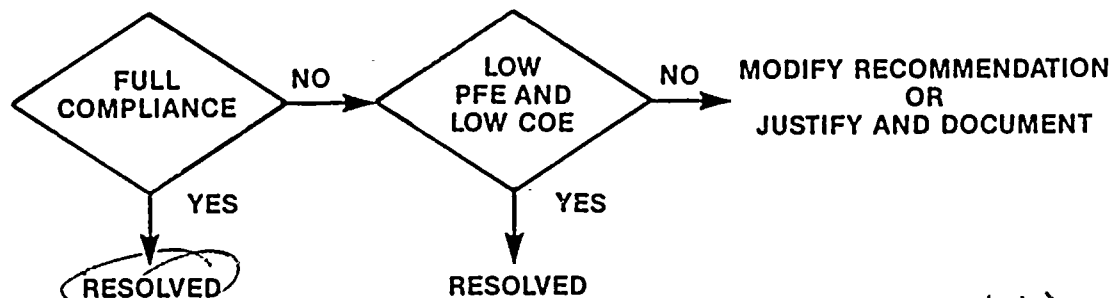 FULL
COMPLIANCE
NO
LOW
PFE AND
LOW COE
NO
MODIFY RECOMMENDATION
OR
JUSTIFY AND DOCUMENT
YES
YES
RESOLVED
RESOLVED